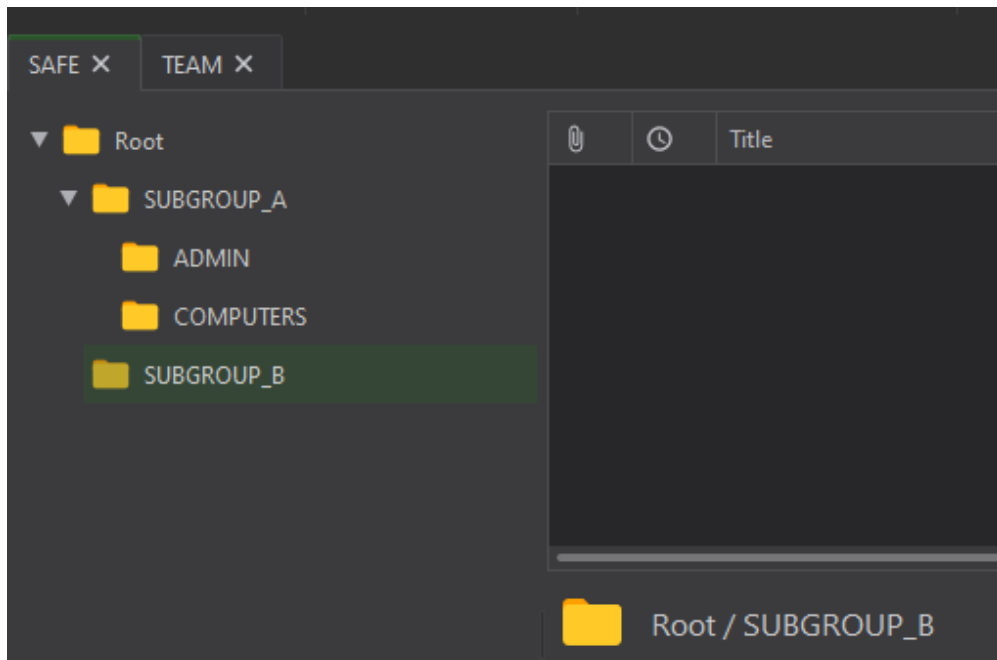 SAFE TEAM
Root
Title
SUBGROUP_A
ADMIN
COMPUTERS
SUBGROUP_B
Root / SUBGROUP_B